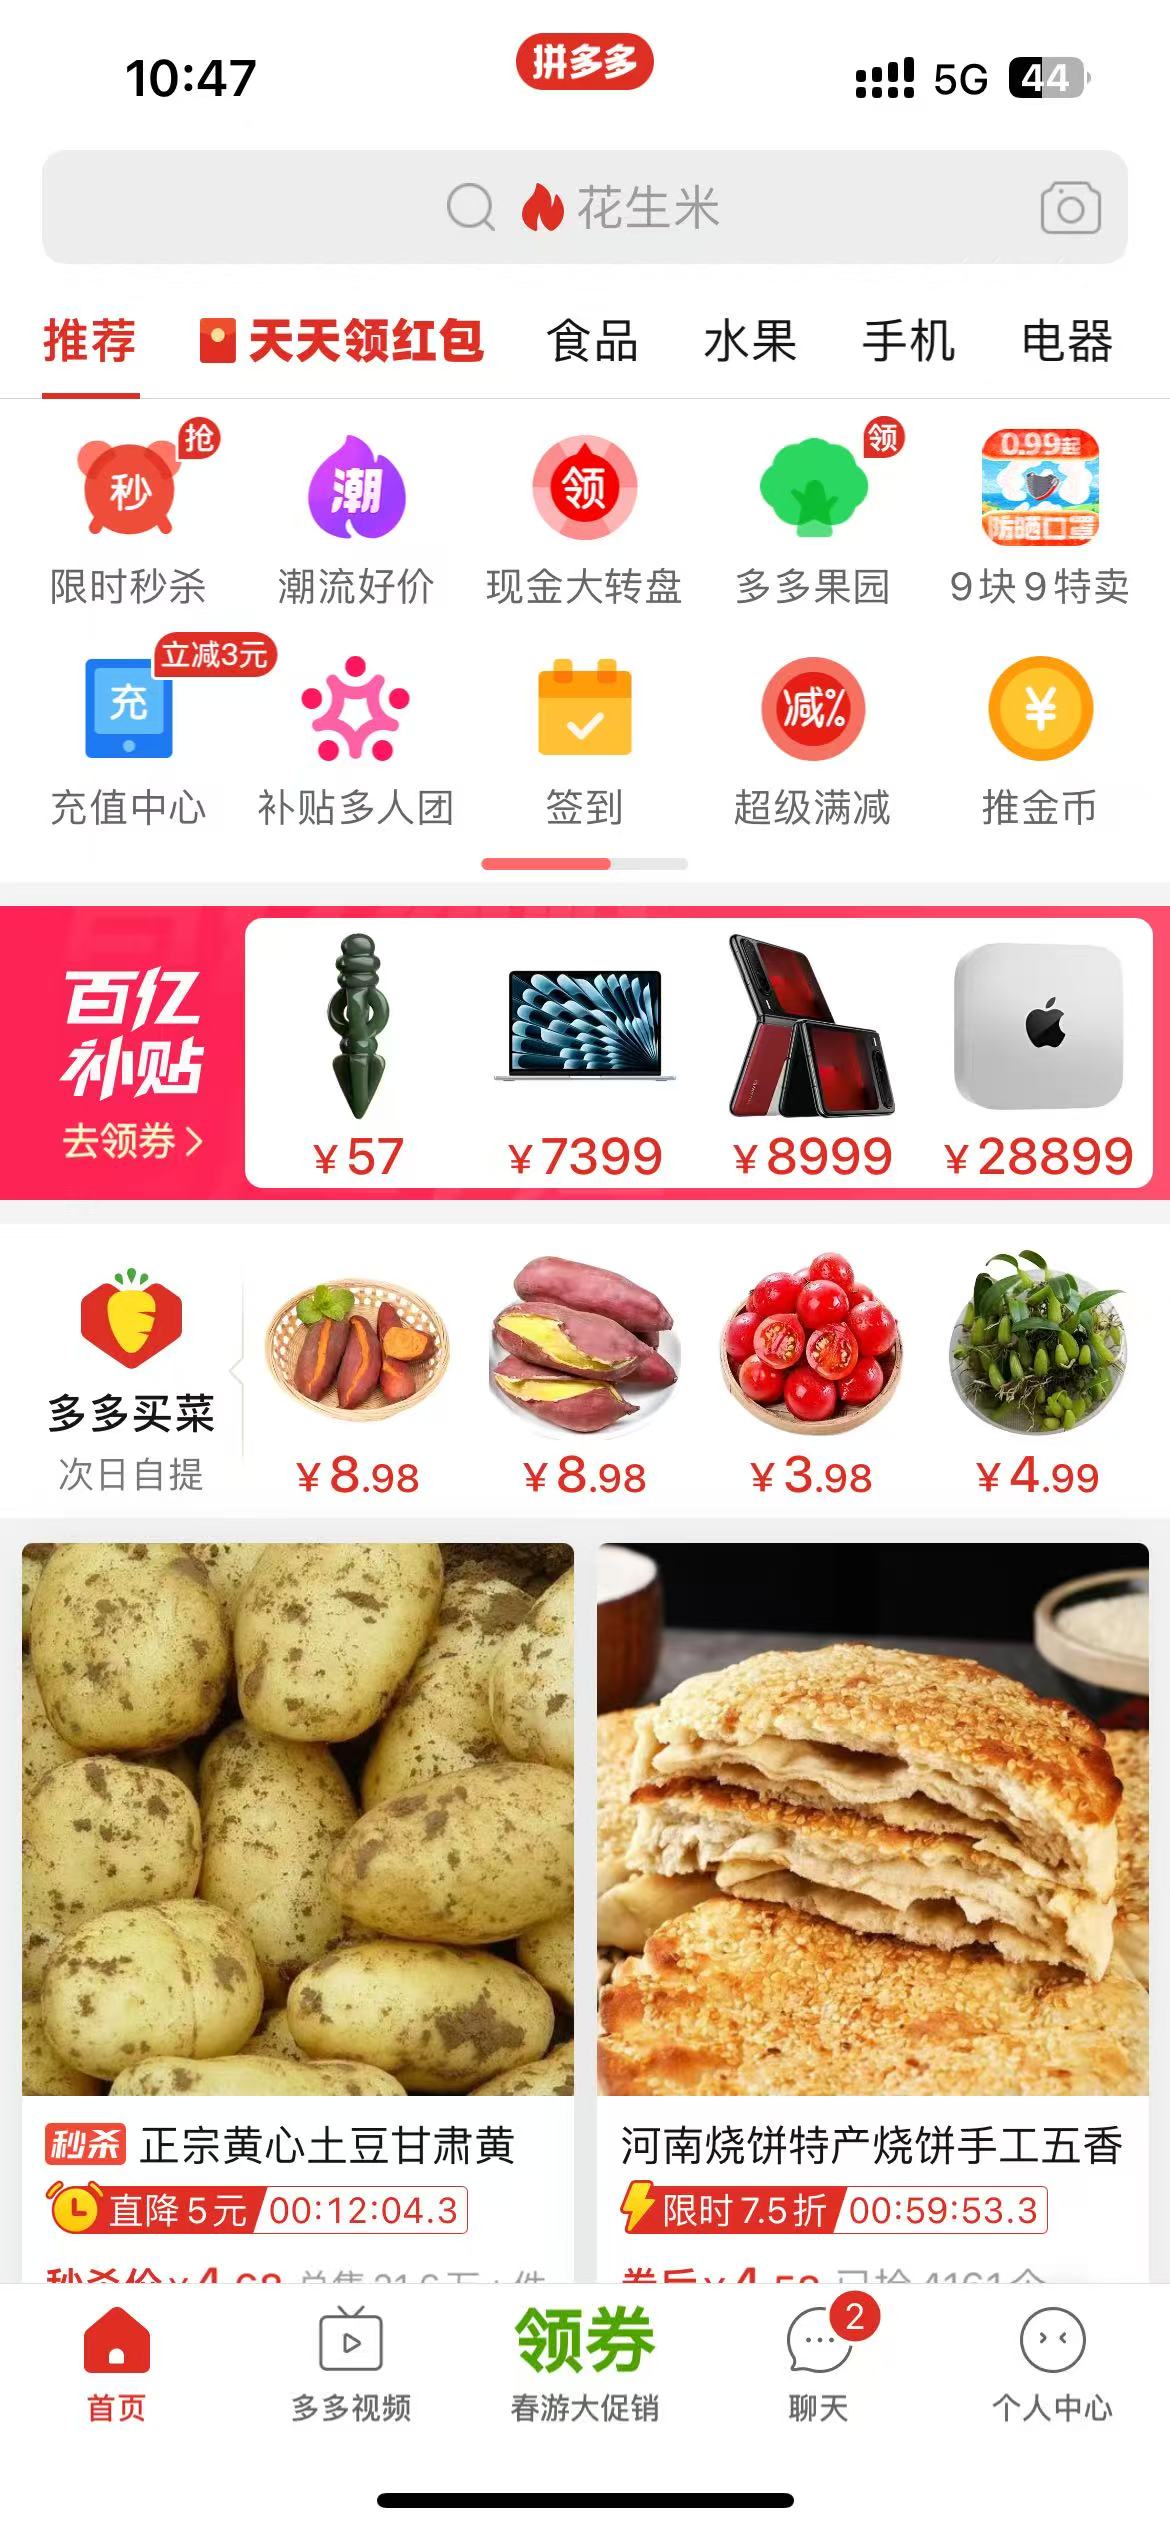 10:47
拼多多
5G
44
花生米
推荐
天天领红包
食品
水果
手机
电器
秒
抢
潮
领
领
0.99起
防晒口罩
限时秒杀
潮流好价
现金大转盘
多多果园
9块9特卖
充
立减3元
减%
¥
充值中心
补贴多人团
签到
超级满减
推金币
百亿
补贴
去领券
¥57
¥7399
¥8999
¥28899
多多买菜
次日自提
¥8.98
¥8.98
¥3.98
¥4.99
秒杀 正宗黄心土豆甘肃黄
直降5元 00:12:04.3
河南烧饼特产烧饼手工五香
限时7.5折 00:59:53.3
领券
2
首页
多多视频
春游大促销
聊天
个人中心